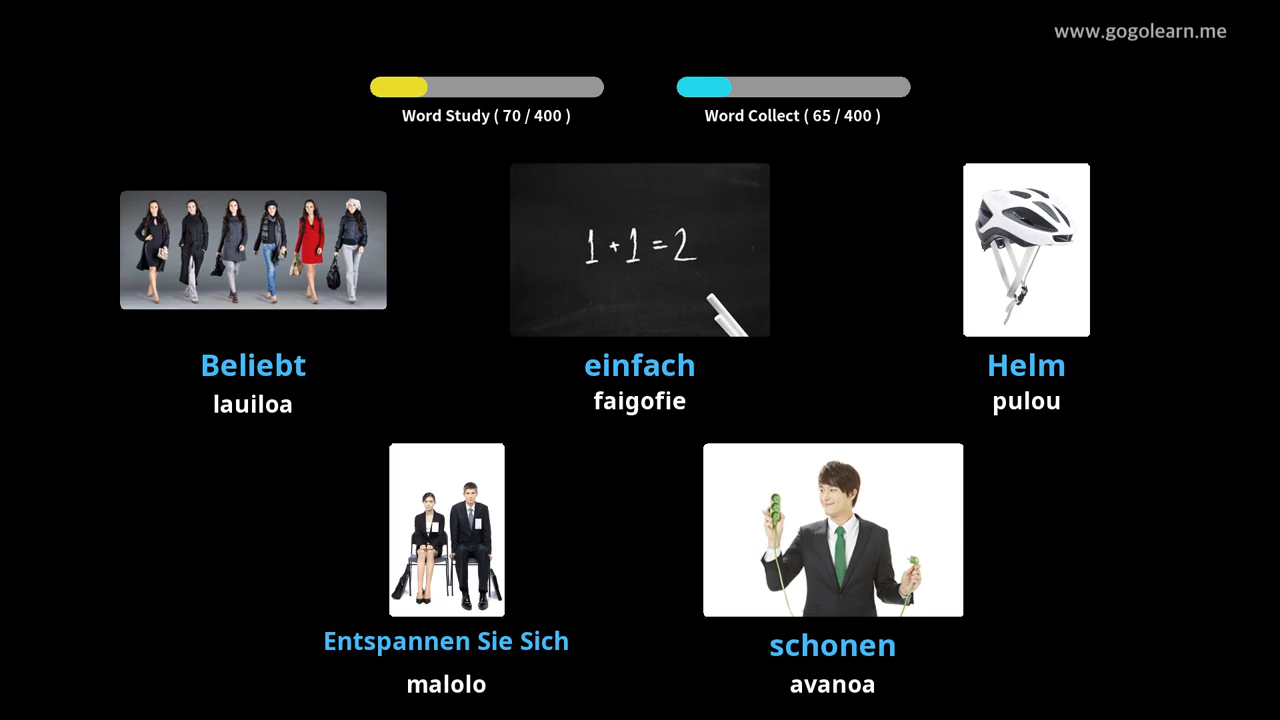 www.gogolearn.me
Word Study ( 70 / 400 )
Word Collect ( 65 / 400 )
1 + 1 = 2
Beliebt
lauiloa
einfach
faigofie
Helm
pulou
Entspannen Sie Sich
malolo
schonen
avanoa